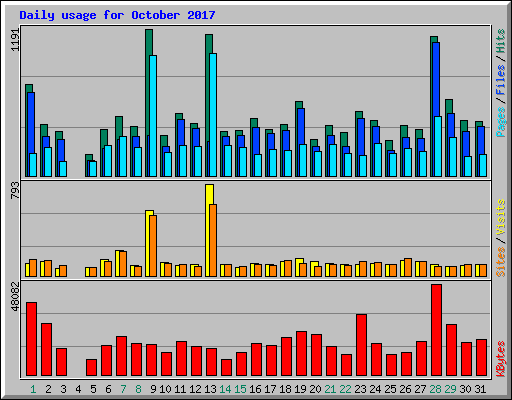 Daily usage for October 2017
1191
Pages / Files / Hits
793
Sites / Visits
48082
KBytes
1 2 3 4 5 6 7 8 9 10 11 12 13 14 15 16 17 18 19 20 21 22 23 24 25 26 27 28 29 30 31